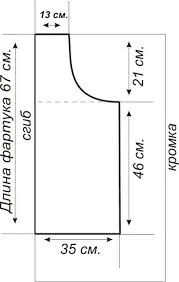 13 см.
Длина фартука 67 см.
сгиб
21 см.
46 см.
кромка
35 см.